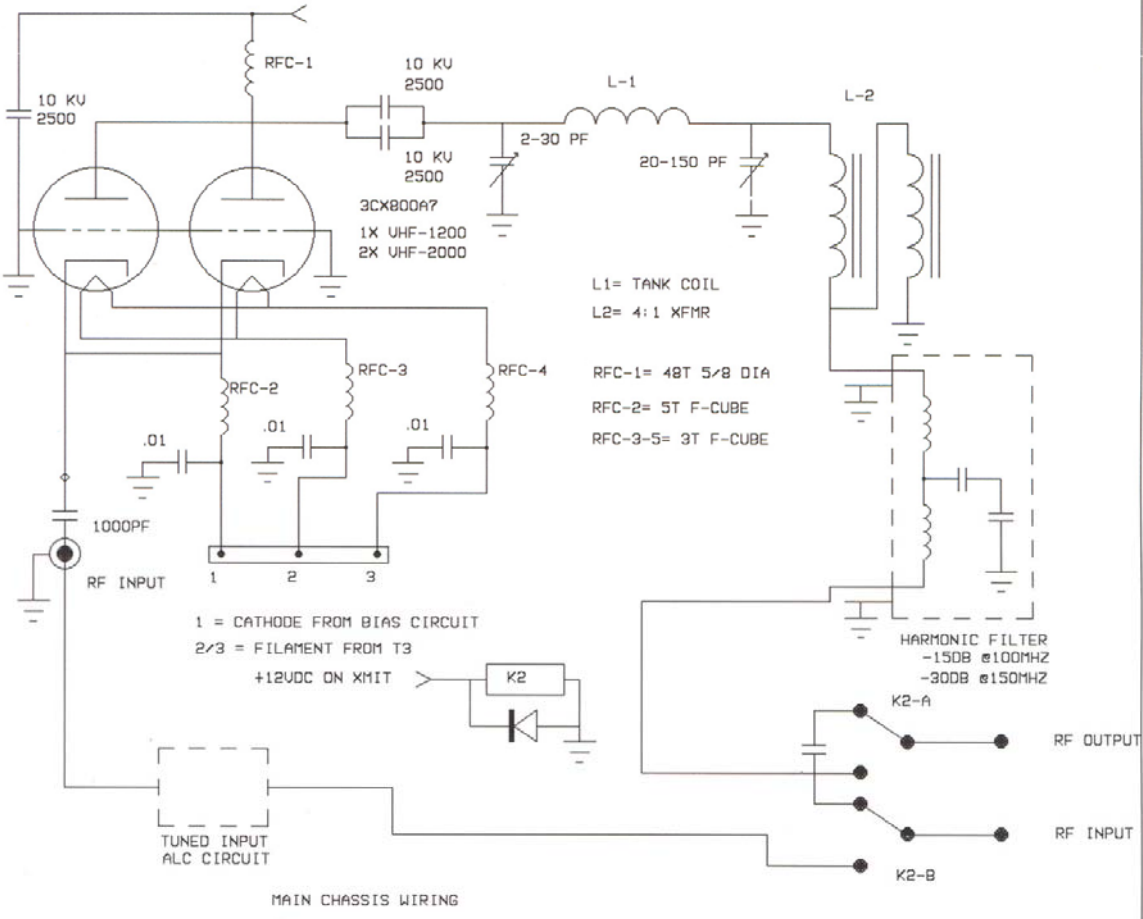 RFC-1
10 KV
2500
10 KV
2500
L-1
L-2
2-30 PF
20-150 PF
10 KV
2500
3CX800A7
1X VHF-1200
2X VHF-2000
L1= TANK COIL
L2= 4:1 XFMR
RFC-2
RFC-3
RFC-4
RFC-1= 48T 5/8 DIA
RFC-2= 5T F-CUBE
RFC-3-5= 3T F-CUBE
.01
.01
.01
1000PF
RF INPUT
1
2
3
1 = CATHODE FROM BIAS CIRCUIT
2/3 = FILAMENT FROM T3
+12VDC ON XMIT
K2
HARMONIC FILTER
-15DB @100MHZ
-30DB @150MHZ
K2-A
RF OUTPUT
RF INPUT
K2-B
TUNED INPUT
ALC CIRCUIT
MAIN CHASSIS WIRING